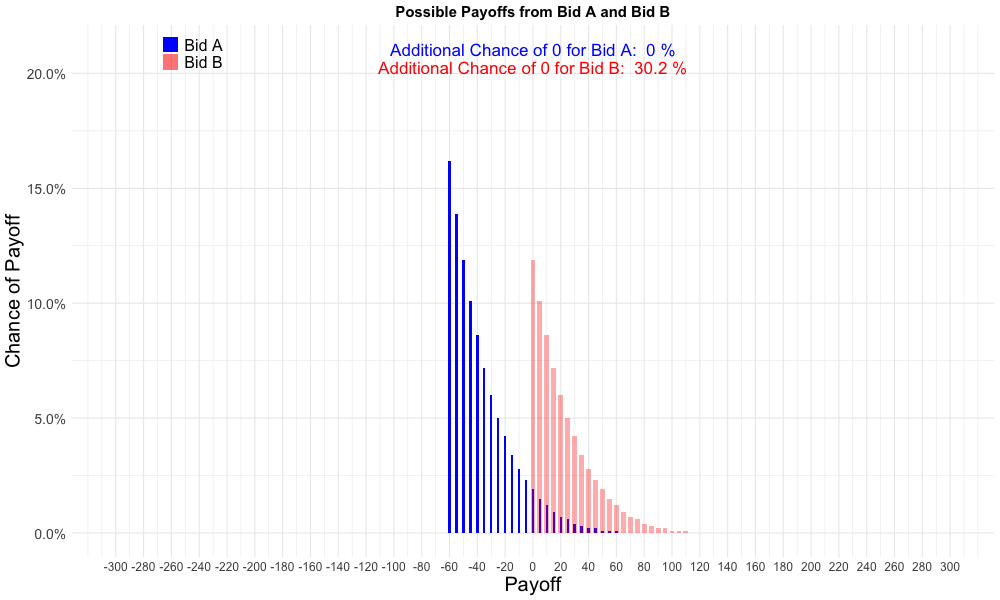 Possible Payoffs from Bid A and Bid B
Bid A
Bid B
Additional Chance of 0 for Bid A:  0 %
Additional Chance of 0 for Bid B:  30.2 %
Chance of Payoff
20.0%
15.0%
10.0%
5.0%
0.0%
-300 -280 -260 -240 -220 -200 -180 -160 -140 -120 -100 -80 -60 -40 -20 0 20 40 60 80 100 120 140 160 180 200 220 240 260 280 300
Payoff